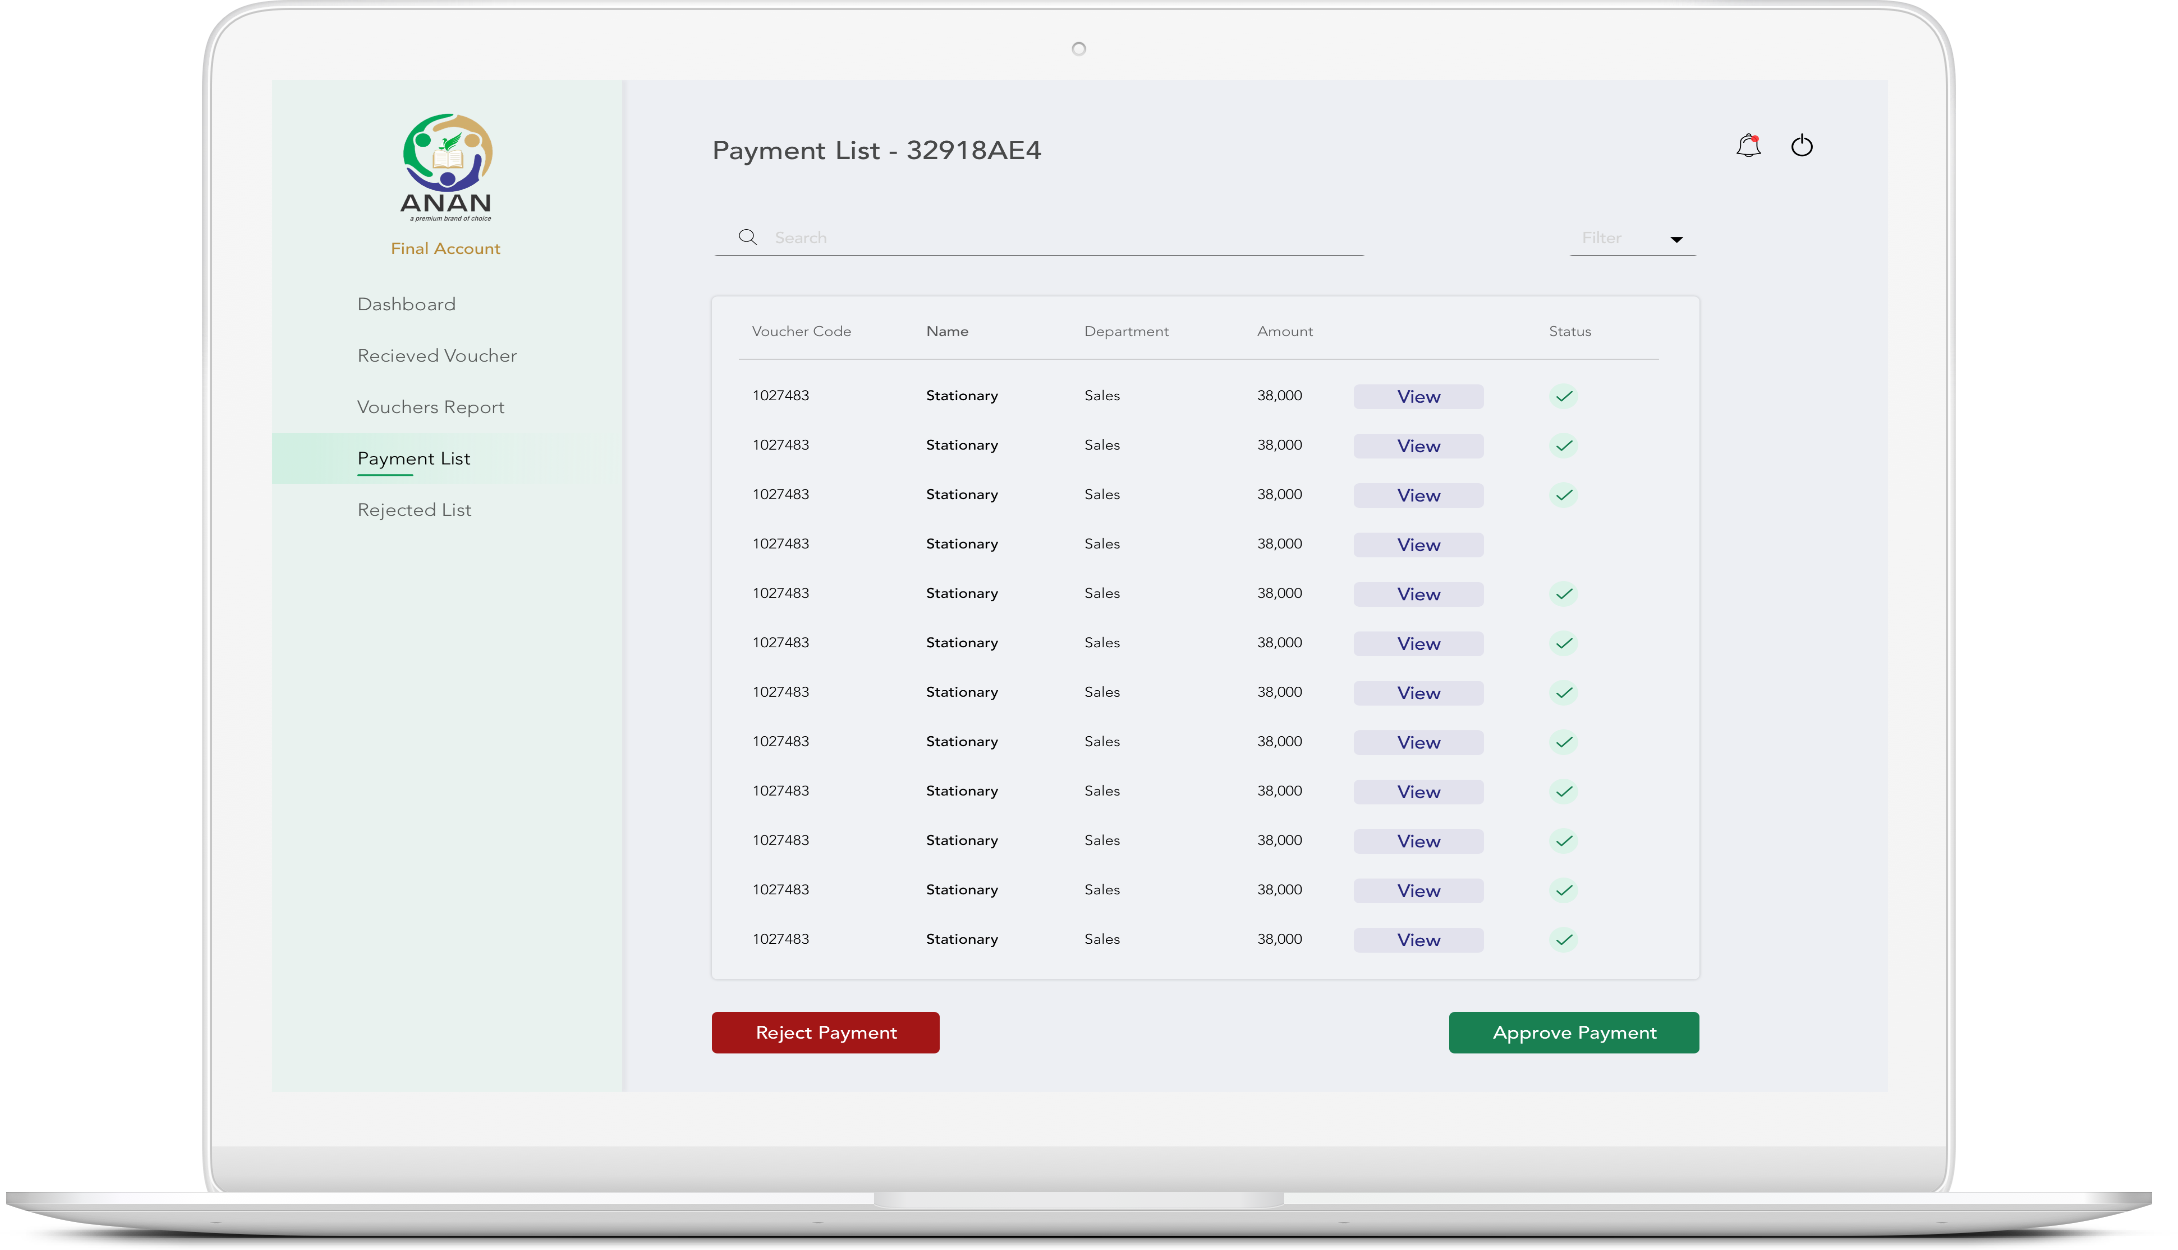 ANAN
a premium brand of choice
Final Account
Dashboard
Recieved Voucher
Vouchers Report
Payment List
Rejected List
Payment List - 32918AE4
Search
Filter
Voucher Code Name Department Amount Status
1027483 Stationary Sales 38,000 View
1027483 Stationary Sales 38,000 View
1027483 Stationary Sales 38,000 View
1027483 Stationary Sales 38,000 View
1027483 Stationary Sales 38,000 View
1027483 Stationary Sales 38,000 View
1027483 Stationary Sales 38,000 View
1027483 Stationary Sales 38,000 View
1027483 Stationary Sales 38,000 View
1027483 Stationary Sales 38,000 View
1027483 Stationary Sales 38,000 View
1027483 Stationary Sales 38,000 View
Reject Payment
Approve Payment